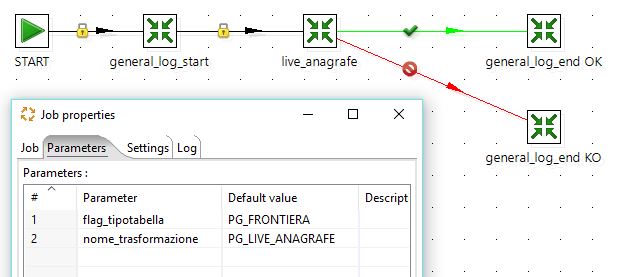 START
general_log_start
live_anagrafe
general_log_end OK
general_log_end KO
Job properties
Job Parameters Settings Log
Parameters :
# Parameter Default value Descript
1 flag_tipotabella PG_FRONTIERA
2 nome_trasformazione PG_LIVE_ANAGRAFE